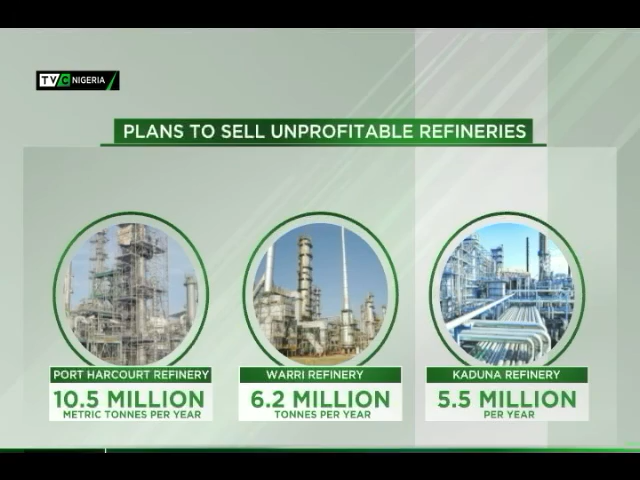 TVC NIGERIA
PLANS TO SELL UNPROFITABLE REFINERIES
PORT HARCOURT REFINERY
10.5 MILLION
METRIC TONNES PER YEAR
WARRI REFINERY
6.2 MILLION
TONNES PER YEAR
KADUNA REFINERY
5.5 MILLION
PER YEAR